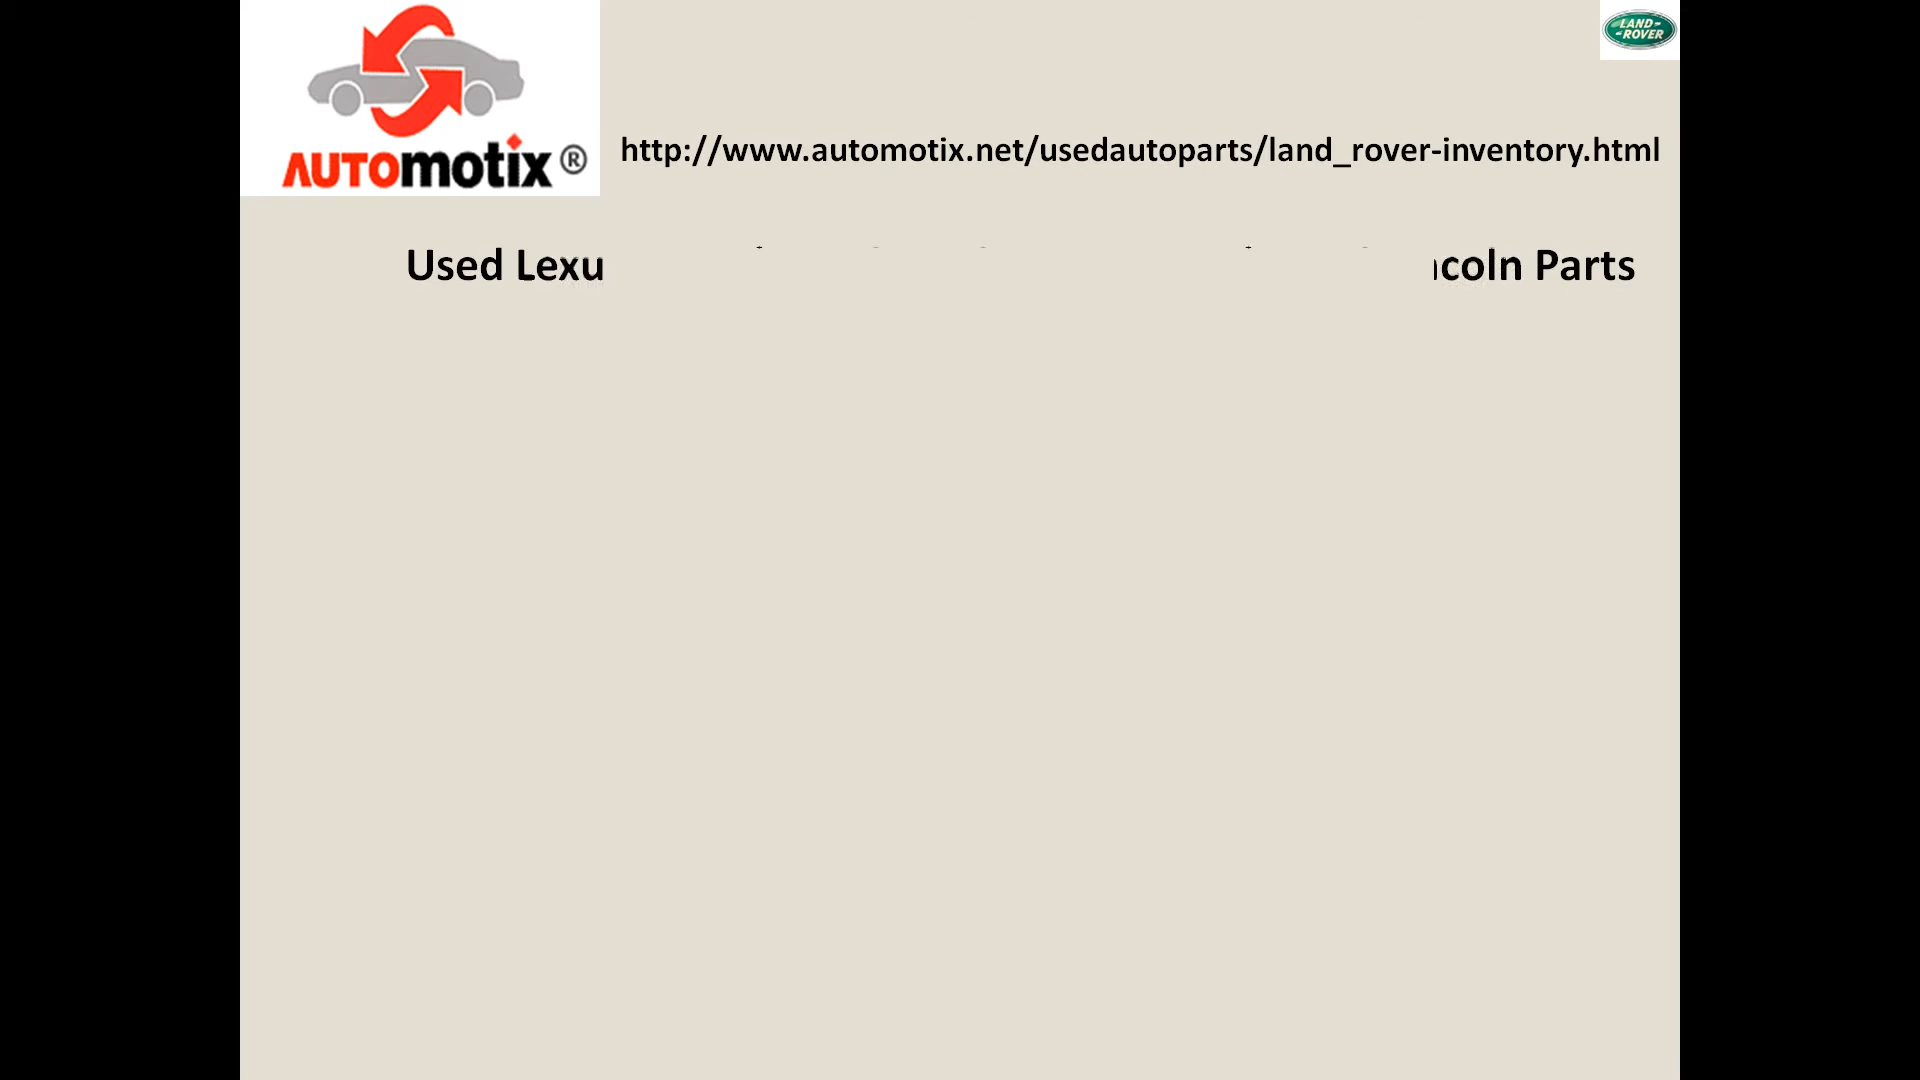 LAND-
-ROVER
AUTOmotix®
http://www.automotix.net/usedautoparts/land_rover-inventory.html
Used Lexu
coln Parts